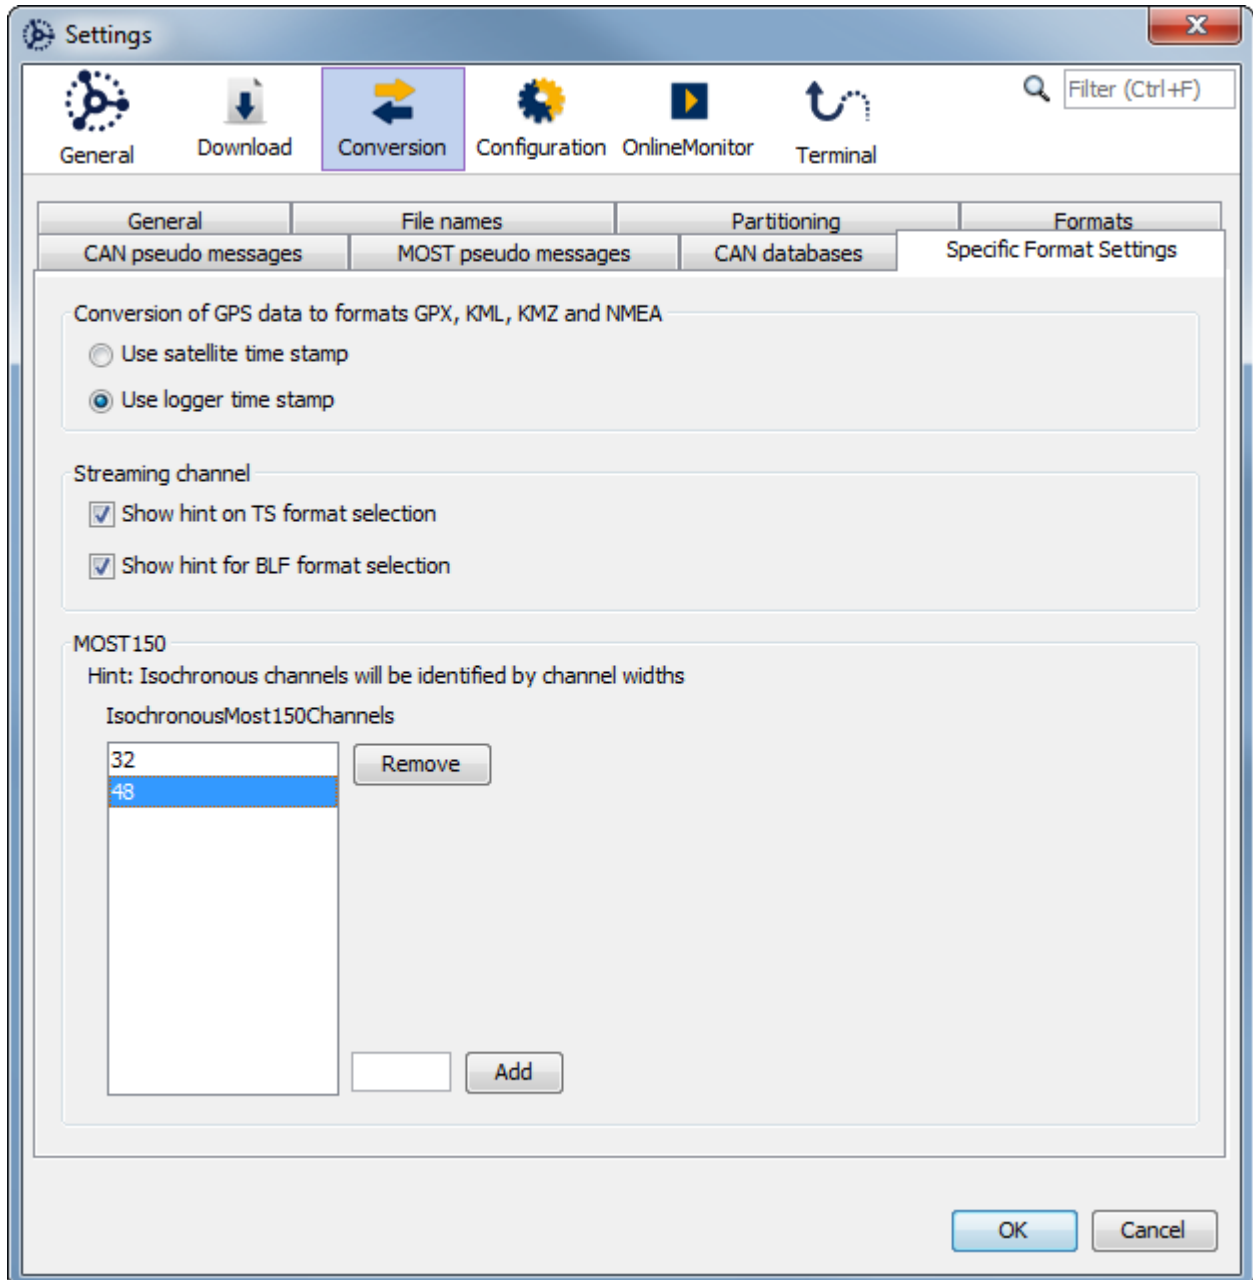 Settings
General Download Conversion Configuration OnlineMonitor Terminal Filter (Ctrl+F)
General File names Partitioning Formats
CAN pseudo messages MOST pseudo messages CAN databases Specific Format Settings
Conversion of GPS data to formats GPX, KML, KMZ and NMEA
Use satellite time stamp
Use logger time stamp
Streaming channel
Show hint on TS format selection
Show hint for BLF format selection
MOST150
Hint: Isochronous channels will be identified by channel widths
IsochronousMost150Channels
32 Remove
48
Add
OK Cancel